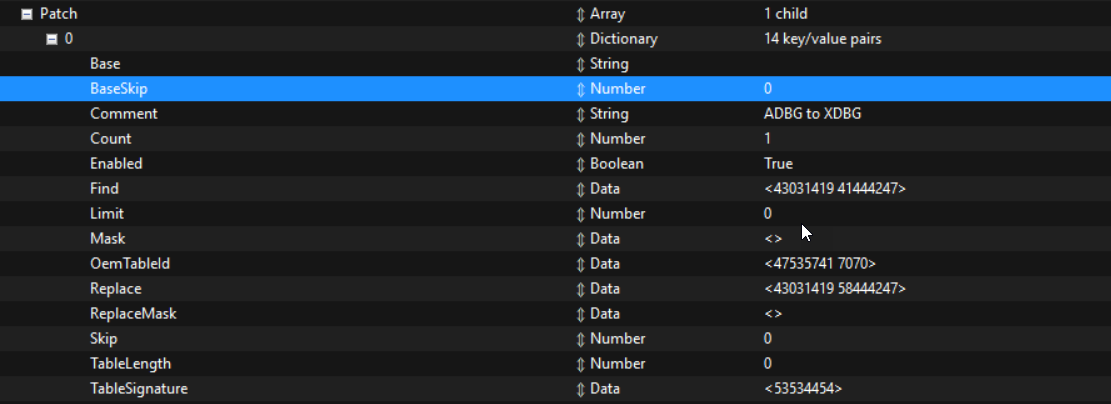 Patch Array 1 child
0 Dictionary 14 key/value pairs
Base String
BaseSkip Number 0
Comment String ADBG to XDBG
Count Number 1
Enabled Boolean True
Find Data <43031419 41444247>
Limit Number 0
Mask Data <>
OemTableId Data <47535741 7070>
Replace Data <43031419 58444247>
ReplaceMask Data <>
Skip Number 0
TableLength Number 0
TableSignature Data <53534454>